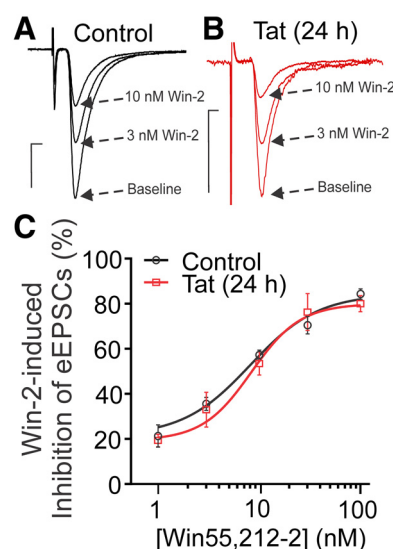 A Control
B Tat (24 h)
10 nM Win-2
3 nM Win-2
Baseline
10 nM Win-2
3 nM Win-2
Baseline
C
Win-2-induced
Inhibition of eEPSCs (%)
100
80
60
40
20
0
Control
Tat (24 h)
1
10
100
[Win55,212-2] (nM)